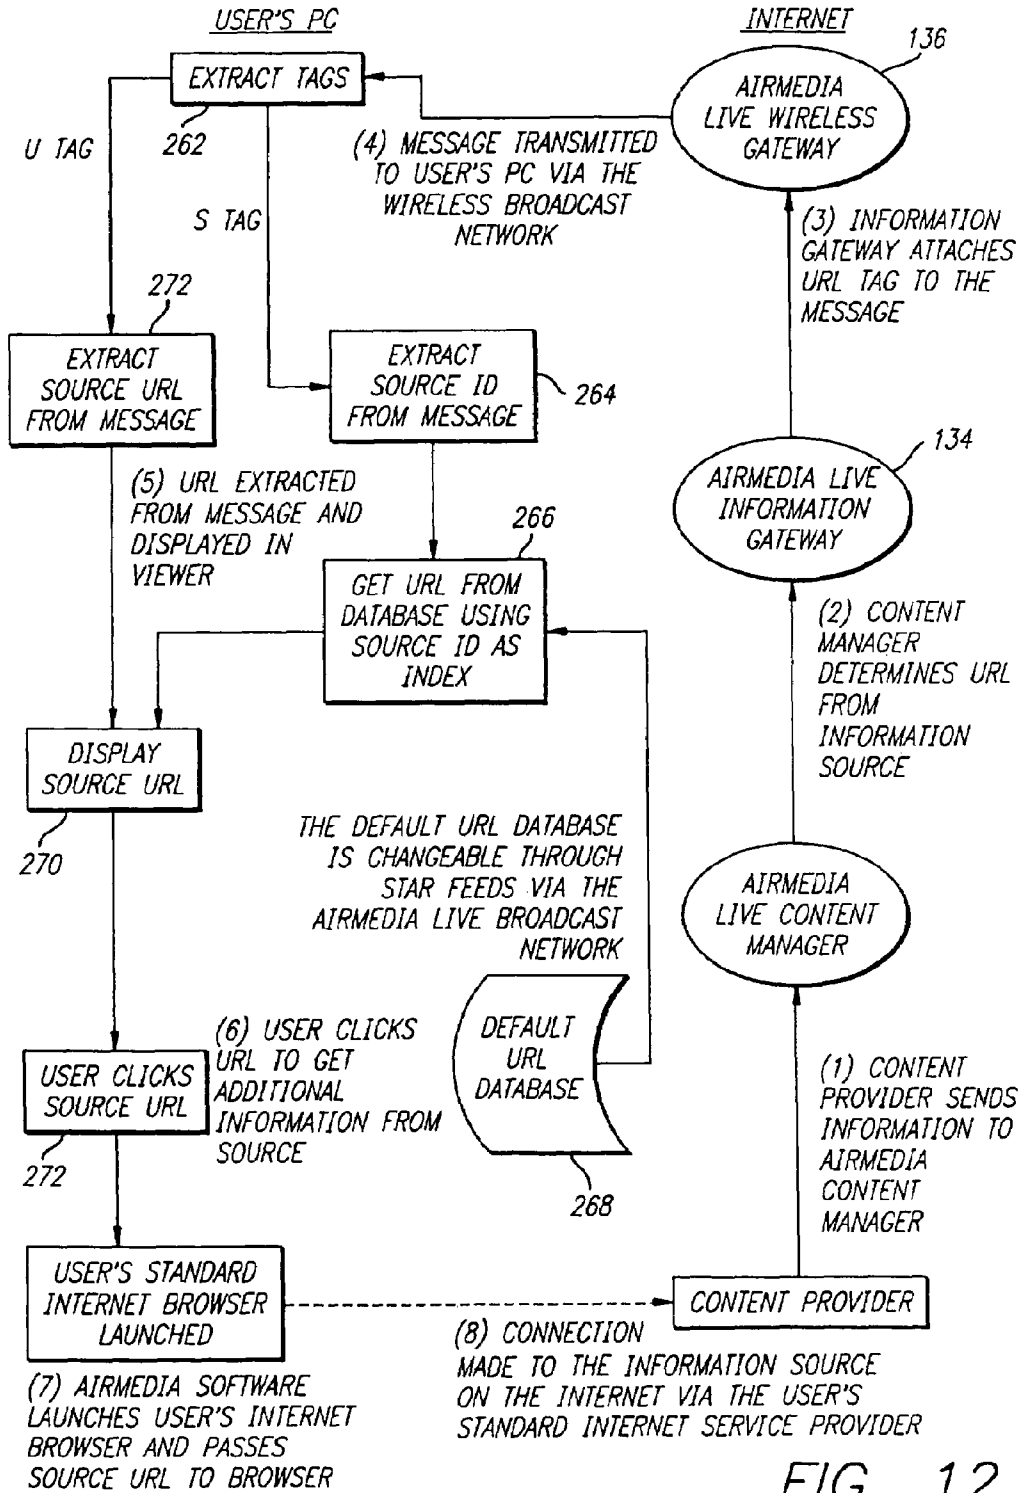 USER'S PC
INTERNET
136
EXTRACT TAGS
AIRMEDIA
LIVE WIRELESS
GATEWAY
262
U TAG
S TAG
(4) MESSAGE TRANSMITTED
TO USER'S PC VIA THE
WIRELESS BROADCAST
NETWORK
(3) INFORMATION
GATEWAY ATTACHES
URL TAG TO THE
MESSAGE
272
EXTRACT
SOURCE URL
FROM MESSAGE
EXTRACT
SOURCE ID
FROM MESSAGE
264
134
AIRMEDIA LIVE
INFORMATION
GATEWAY
(5) URL EXTRACTED
FROM MESSAGE AND
DISPLAYED IN
VIEWER
266
GET URL FROM
DATABASE USING
SOURCE ID AS
INDEX
(2) CONTENT
MANAGER
DETERMINES URL
FROM
INFORMATION
SOURCE
DISPLAY
SOURCE URL
270
THE DEFAULT URL DATABASE
IS CHANGEABLE THROUGH
STAR FEEDS VIA THE
AIRMEDIA LIVE BROADCAST
NETWORK
AIRMEDIA
LIVE CONTENT
MANAGER
DEFAULT
URL
DATABASE
268
(6) USER CLICKS
URL TO GET
ADDITIONAL
INFORMATION FROM
SOURCE
USER CLICKS
SOURCE URL
272
(1) CONTENT
PROVIDER SENDS
INFORMATION TO
AIRMEDIA
CONTENT
MANAGER
USER'S STANDARD
INTERNET BROWSER
LAUNCHED
CONTENT PROVIDER
(8) CONNECTION
MADE TO THE INFORMATION SOURCE
ON THE INTERNET VIA THE USER'S
STANDARD INTERNET SERVICE PROVIDER
(7) AIRMEDIA SOFTWARE
LAUNCHES USER'S INTERNET
BROWSER AND PASSES
SOURCE URL TO BROWSER
FIG. 12